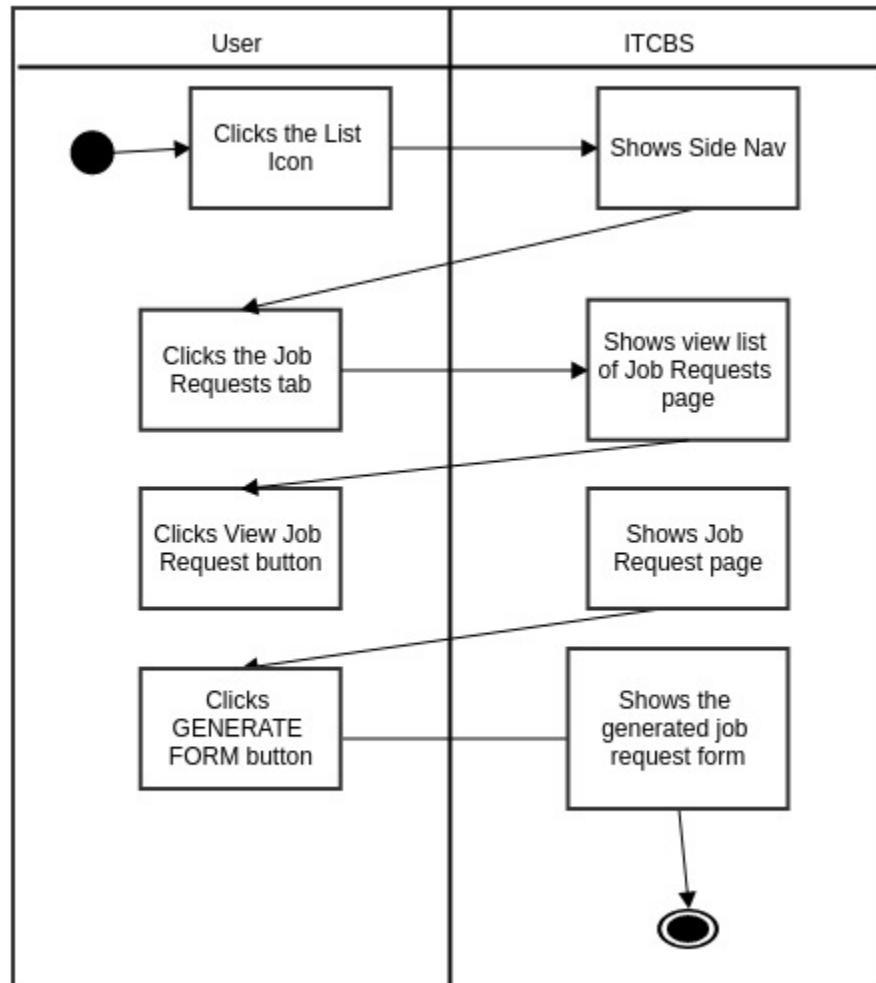 User
ITCBS
Clicks the List
Icon
Shows Side Nav
Clicks the Job
Requests tab
Shows view list
of Job Requests
page
Clicks View Job
Request button
Shows Job
Request page
Clicks
GENERATE
FORM button
Shows the
generated job
request form